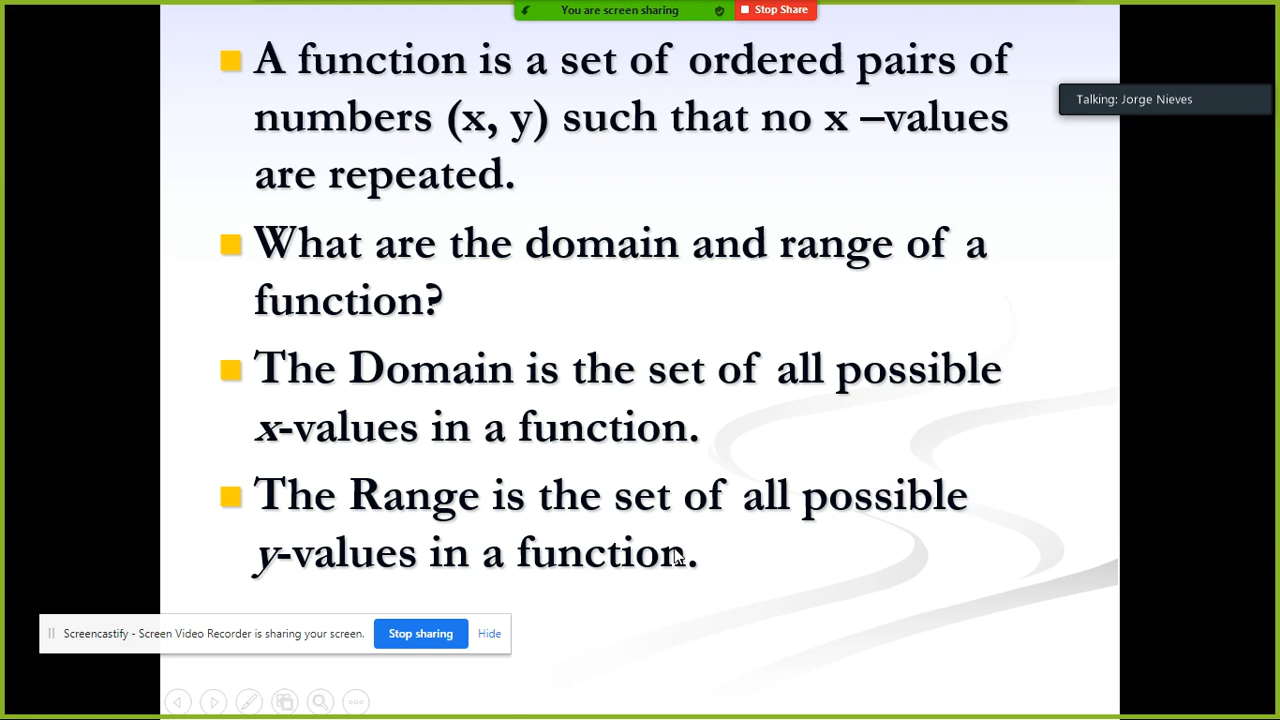 You are screen sharing
Stop Share
A function is a set of ordered pairs of
numbers (x, y) such that no x –values
are repeated.
Talking: Jorge Nieves
What are the domain and range of a
function?
The Domain is the set of all possible
x-values in a function.
The Range is the set of all possible
y-values in a function.
Screencastify - Screen Video Recorder is sharing your screen.
Stop sharing
Hide